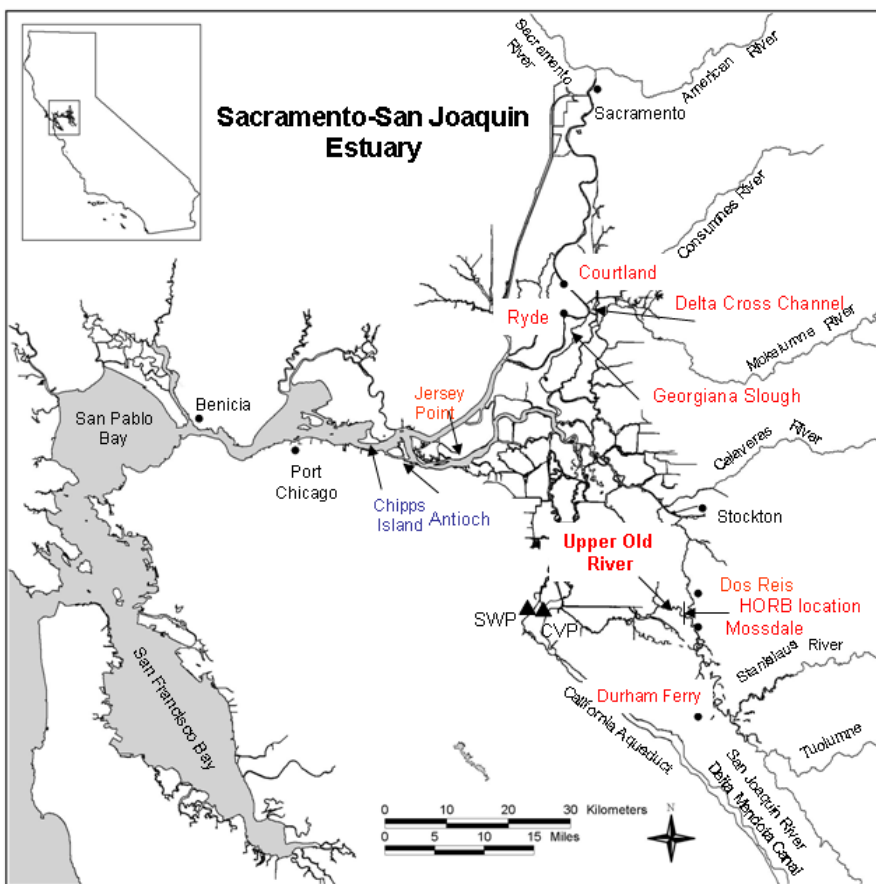 Sacramento
River
American River
Sacramento
Sacramento-San Joaquin
Estuary
Consumnes River
Courtland
Ryde
Delta Cross Channel
Mokelumne River
Georgiana Slough
Jersey
Point
Benicia
San Pablo
Bay
Calaveras River
Port
Chicago
Chipps
Island
Antioch
Stockton
Upper Old
River
Dos Reis
HORB location
SWP
CVP
Mossdale
Stanislaus River
Durham Ferry
San Francisco Bay
California Aqueduct
Tuolumne
San Joaquin River
Delta Mendota Canal
N
0 10 20 30 Kilometers
0 5 10 15 Miles